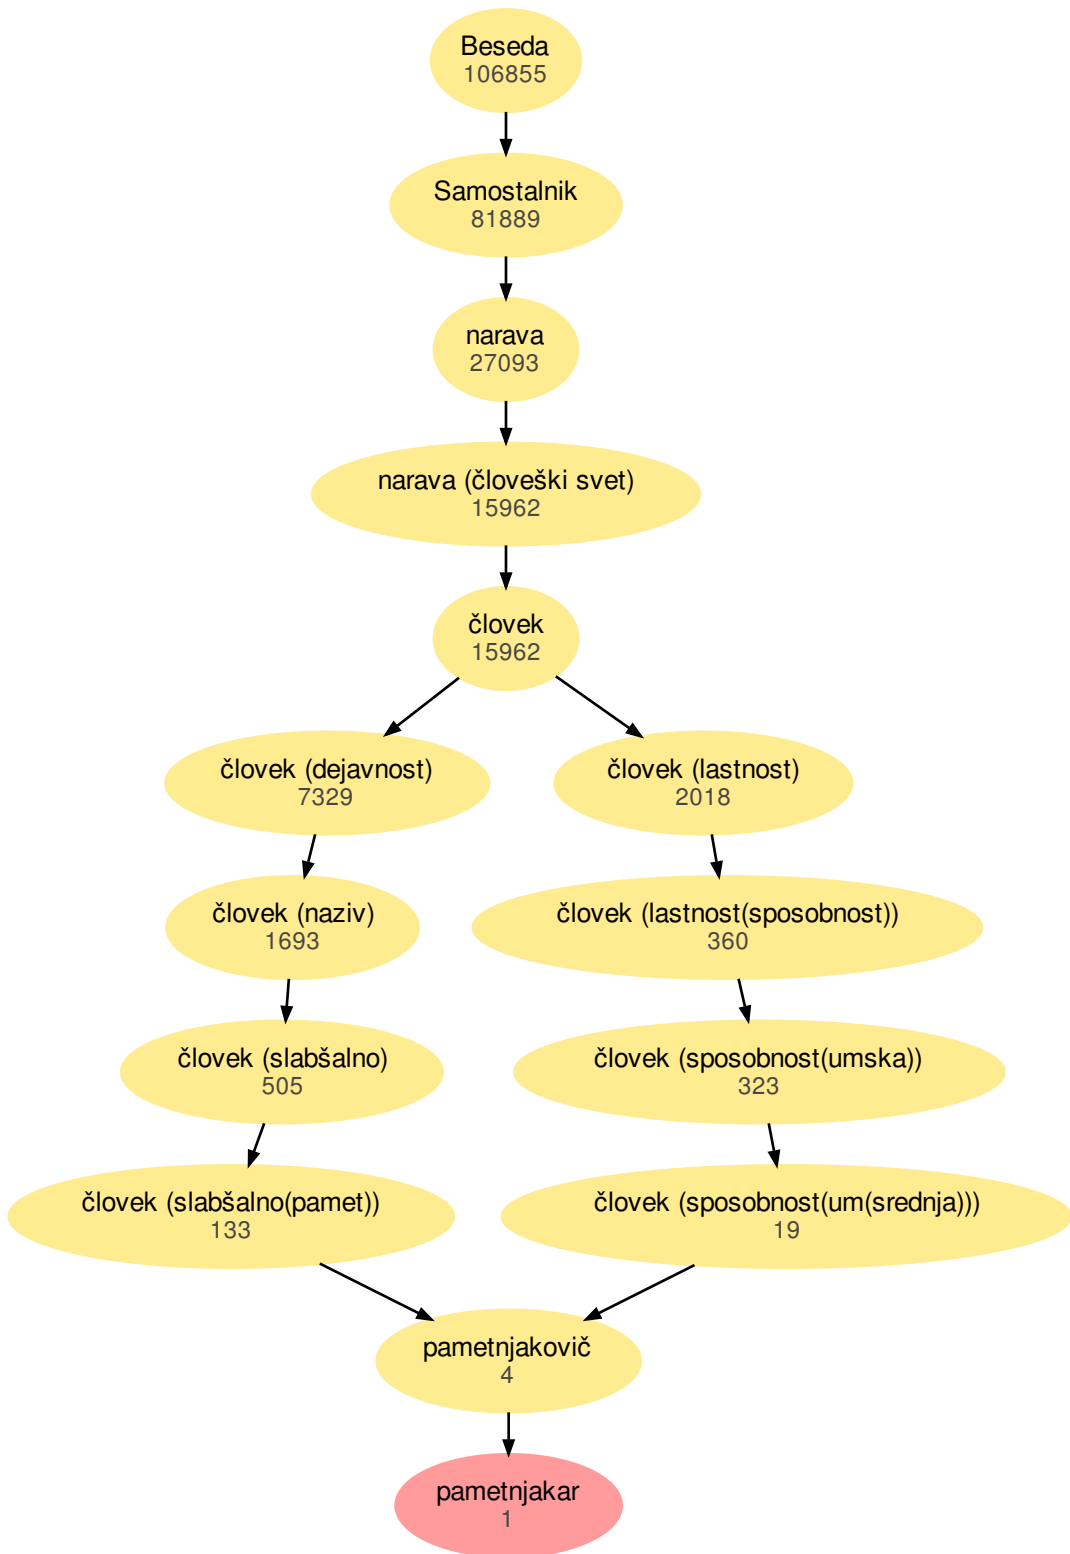 Beseda
106855
Samostalnik
81889
narava
27093
narava (človeški svet)
15962
človek
15962
človek (dejavnost)
7329
človek (lastnost)
2018
človek (naziv)
1693
človek (lastnost(sposobnost))
360
človek (slabšalno)
505
človek (sposobnost(umska))
323
človek (slabšalno(pamet))
133
človek (sposobnost(um(srednja)))
19
pametnjakovič
4
pametnjakar
1